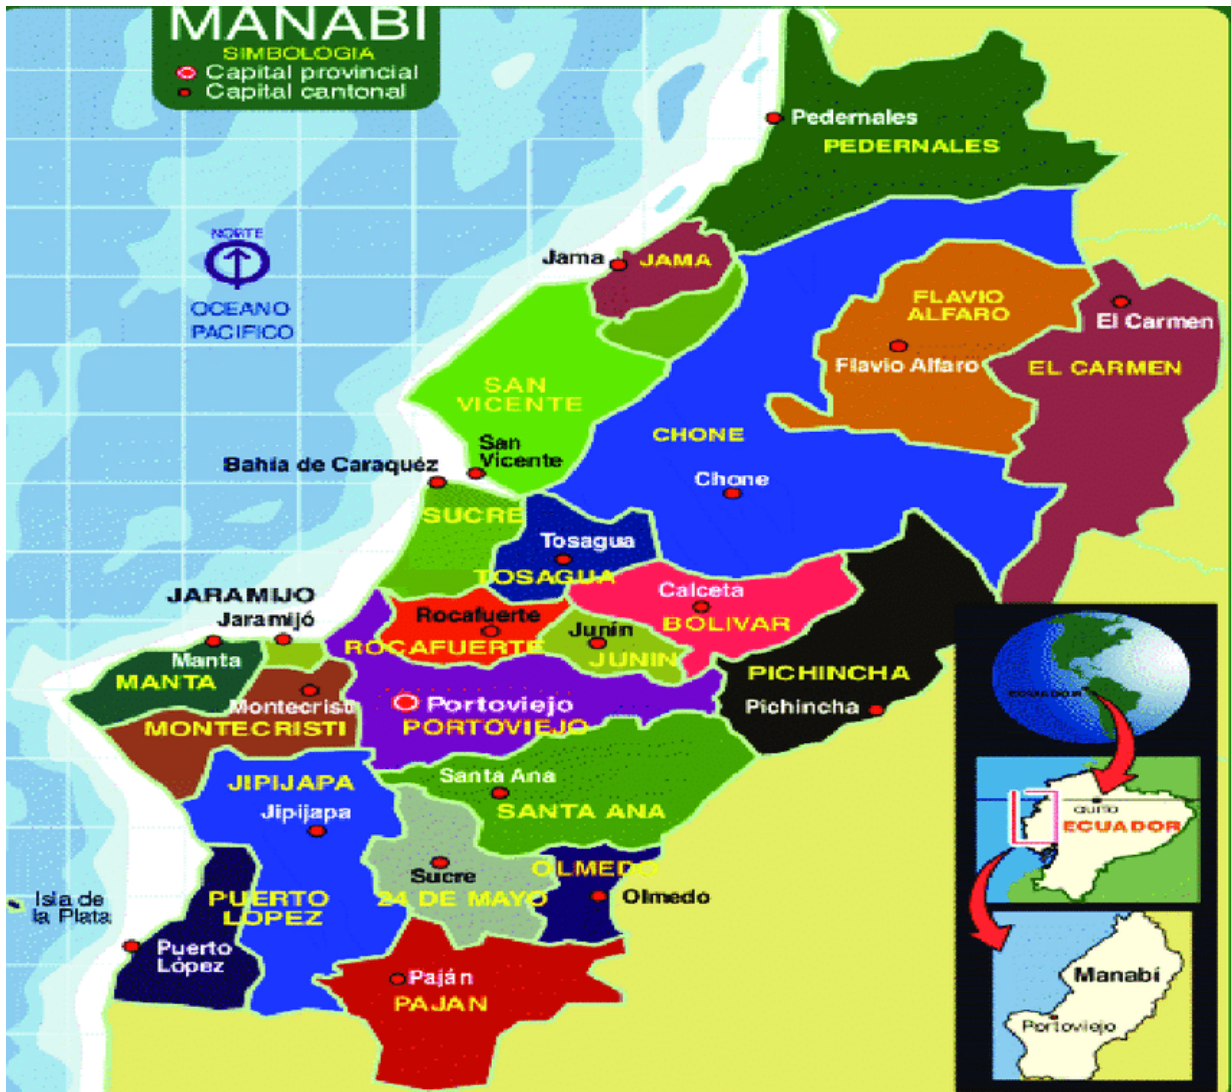 MANABI
SIMBOLOGIA
Capital provincial
Capital cantonal
Pedernales
PEDERNALES
NORTE
OCEANO
PACIFICO
Jama
JAMA
FLAVIO
ALFARO
Flavio Alfaro
El Carmen
EL CARMEN
SAN
VICENTE
San
Vicente
CHONE
Chone
Bahía de Caraquéz
SUCRE
Tosagua
TOSAGUA
JARAMIJO
Jaramijó
Rocafuerte
ROCAFUERTE
Junín
JUNIN
Calceta
BOLIVAR
Manta
MANTA
Montecristi
MONTECRISTI
Portoviejo
PORTOVIEJO
PICHINCHA
Pichincha
JIPIJAPA
Jipijapa
Santa Ana
SANTA ANA
Sucre
24 DE MAYO
OLMEDO
Olmedo
Isla de
la Plata
PUERTO
LOPEZ
Puerto
López
Paján
PAJAN
ECUADOR
QUITO
ECUADOR
Manabí
Portoviejo